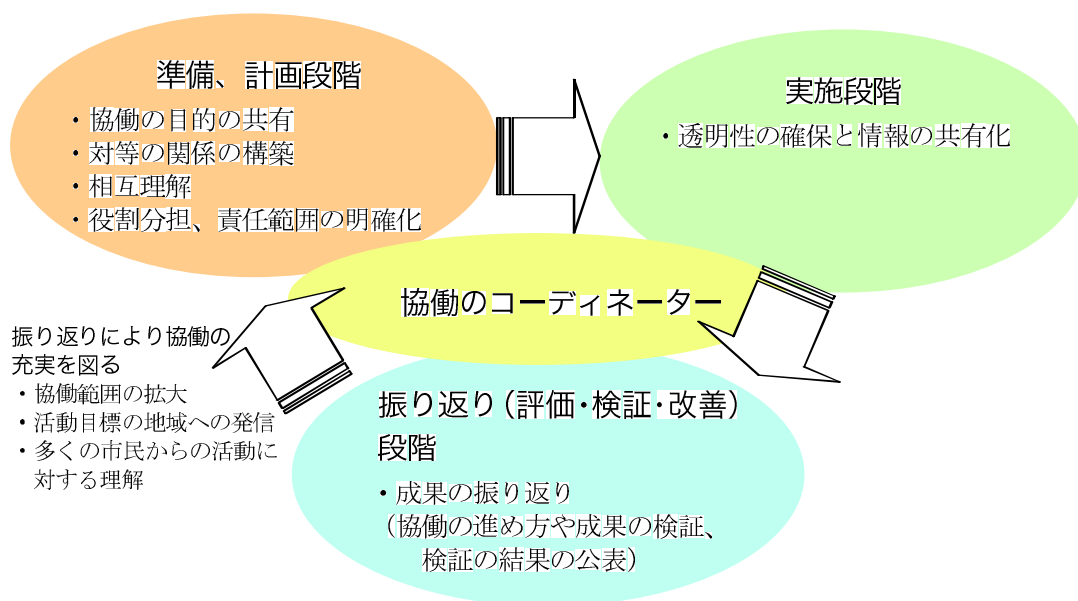 準備、計画段階
・協働の目的の共有
・対等の関係の構築
・相互理解
・役割分担、責任範囲の明確化
実施段階
・透明性の確保と情報の共有化
協働のコーディネーター
振り返りにより協働の
充実を図る
・協働範囲の拡大
・活動目標の地域への発信
・多くの市民からの活動に
対する理解
振り返り（評価・検証・改善）
段階
・成果の振り返り
（協働の進め方や成果の検証、
検証の結果の公表）